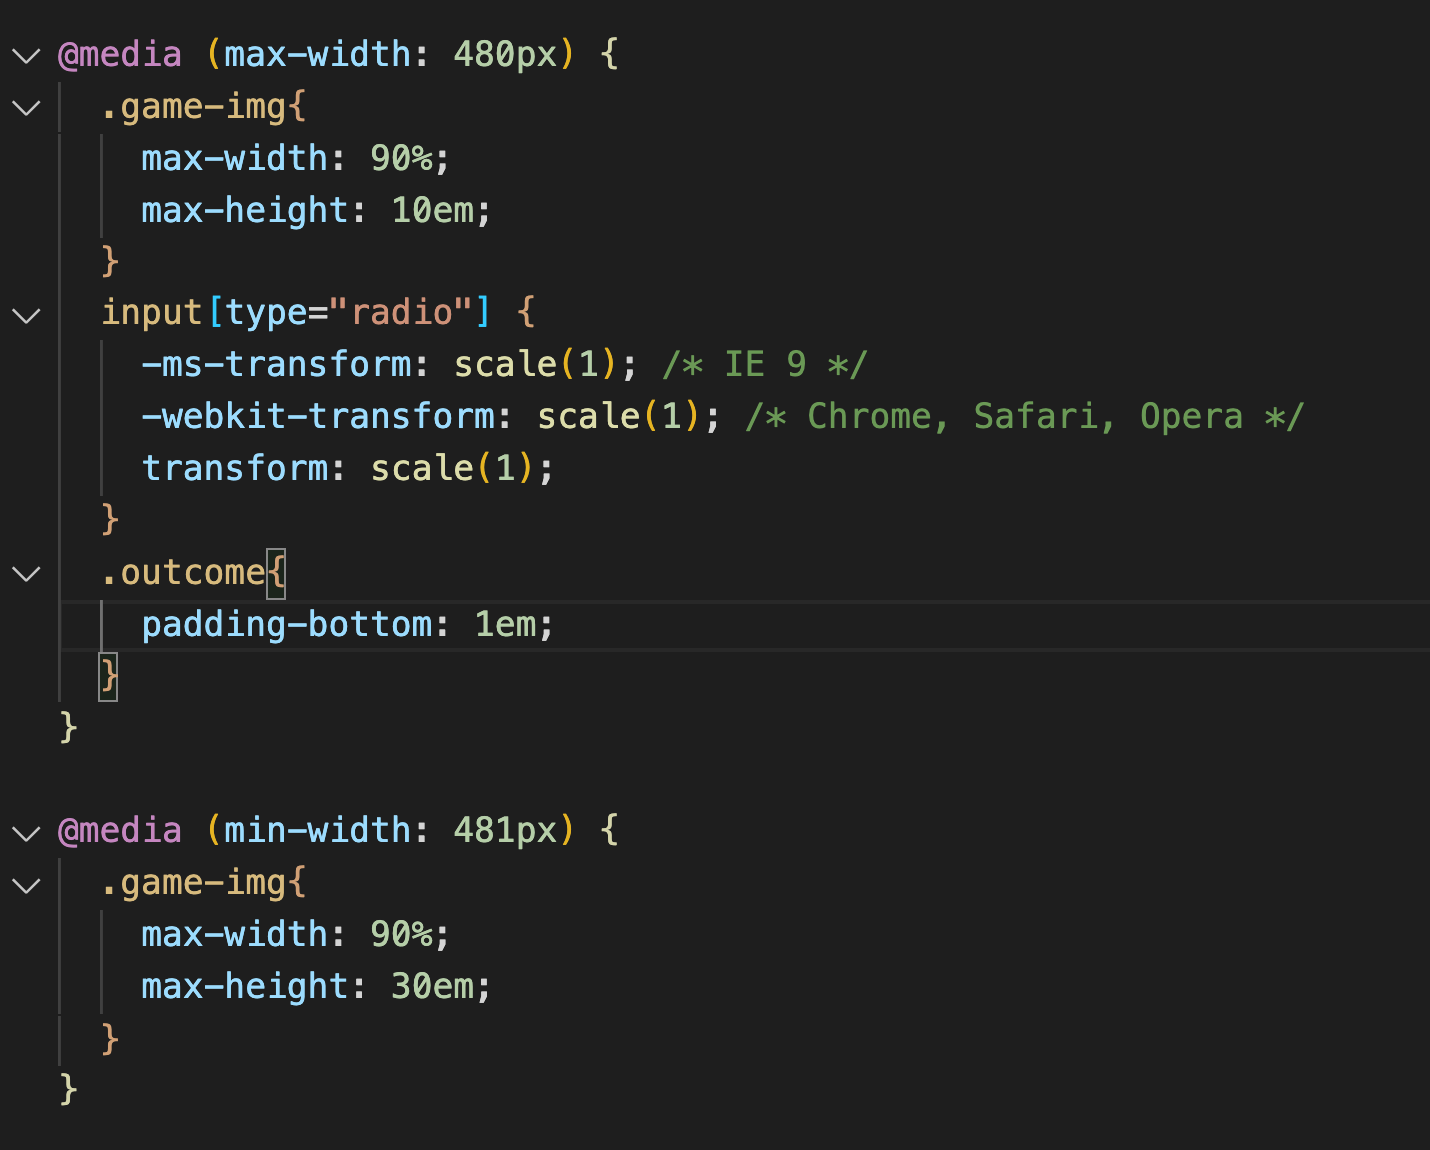 @media (max-width: 480px) {
  .game-img{
    max-width: 90%;
    max-height: 10em;
  }
  input[type="radio"] {
    -ms-transform: scale(1); /* IE 9 */
    -webkit-transform: scale(1); /* Chrome, Safari, Opera */
    transform: scale(1);
  }
  .outcome{
    padding-bottom: 1em;
  }
}

@media (min-width: 481px) {
  .game-img{
    max-width: 90%;
    max-height: 30em;
  }
}